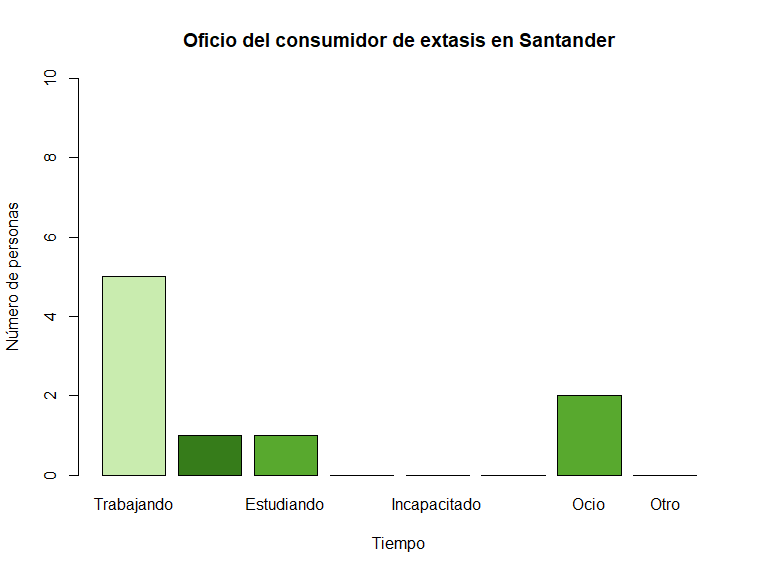 Oficio del consumidor de extasis en Santander
Número de personas
10
8
6
4
2
0
Trabajando Estudiando Incapacitado Ocio Otro
Tiempo